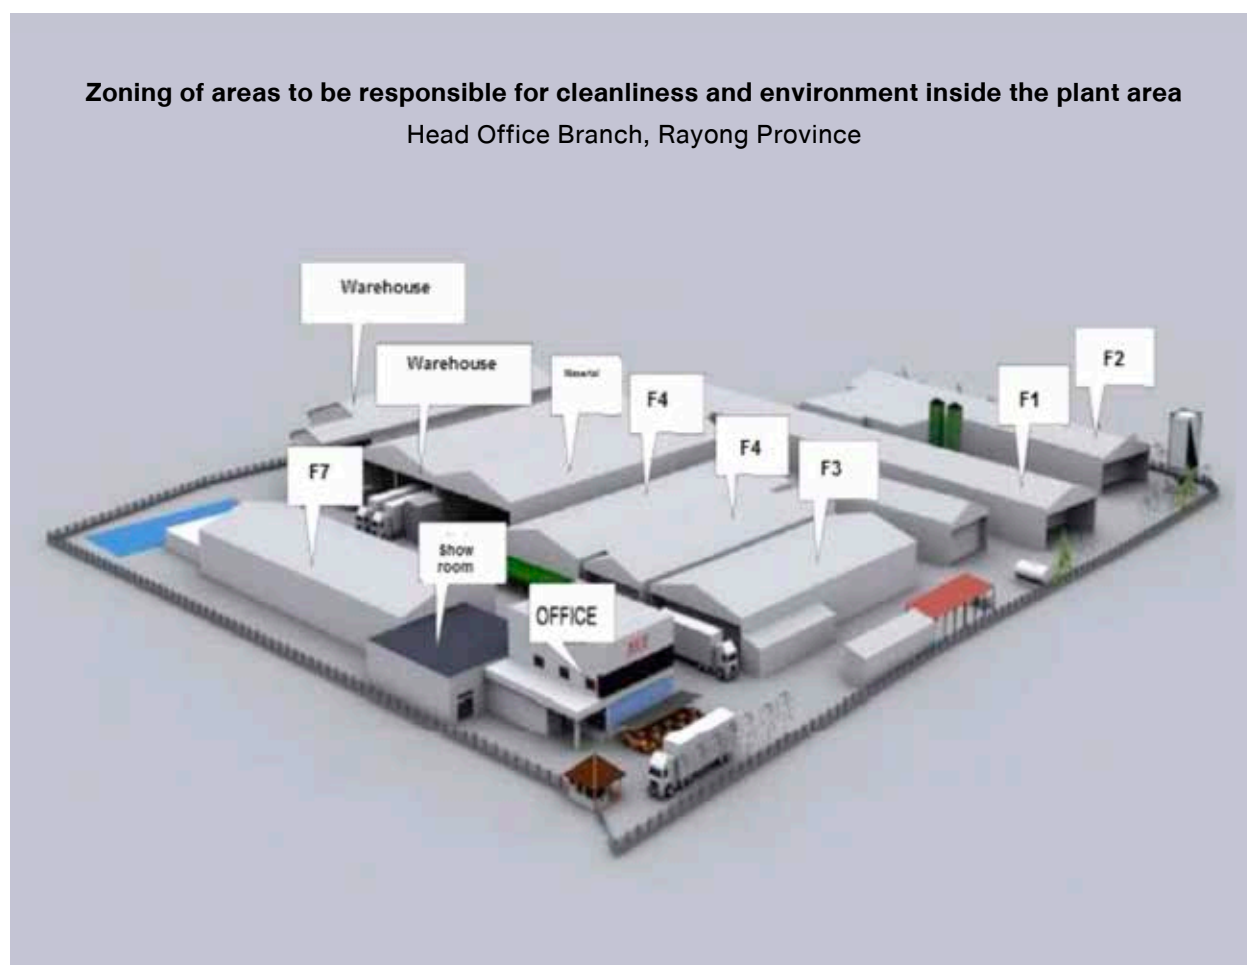 Zoning of areas to be responsible for cleanliness and environment inside the plant area
Head Office Branch, Rayong Province
Warehouse
Warehouse
Material
F4
F4
F3
F1
F2
F7
Show
room
OFFICE